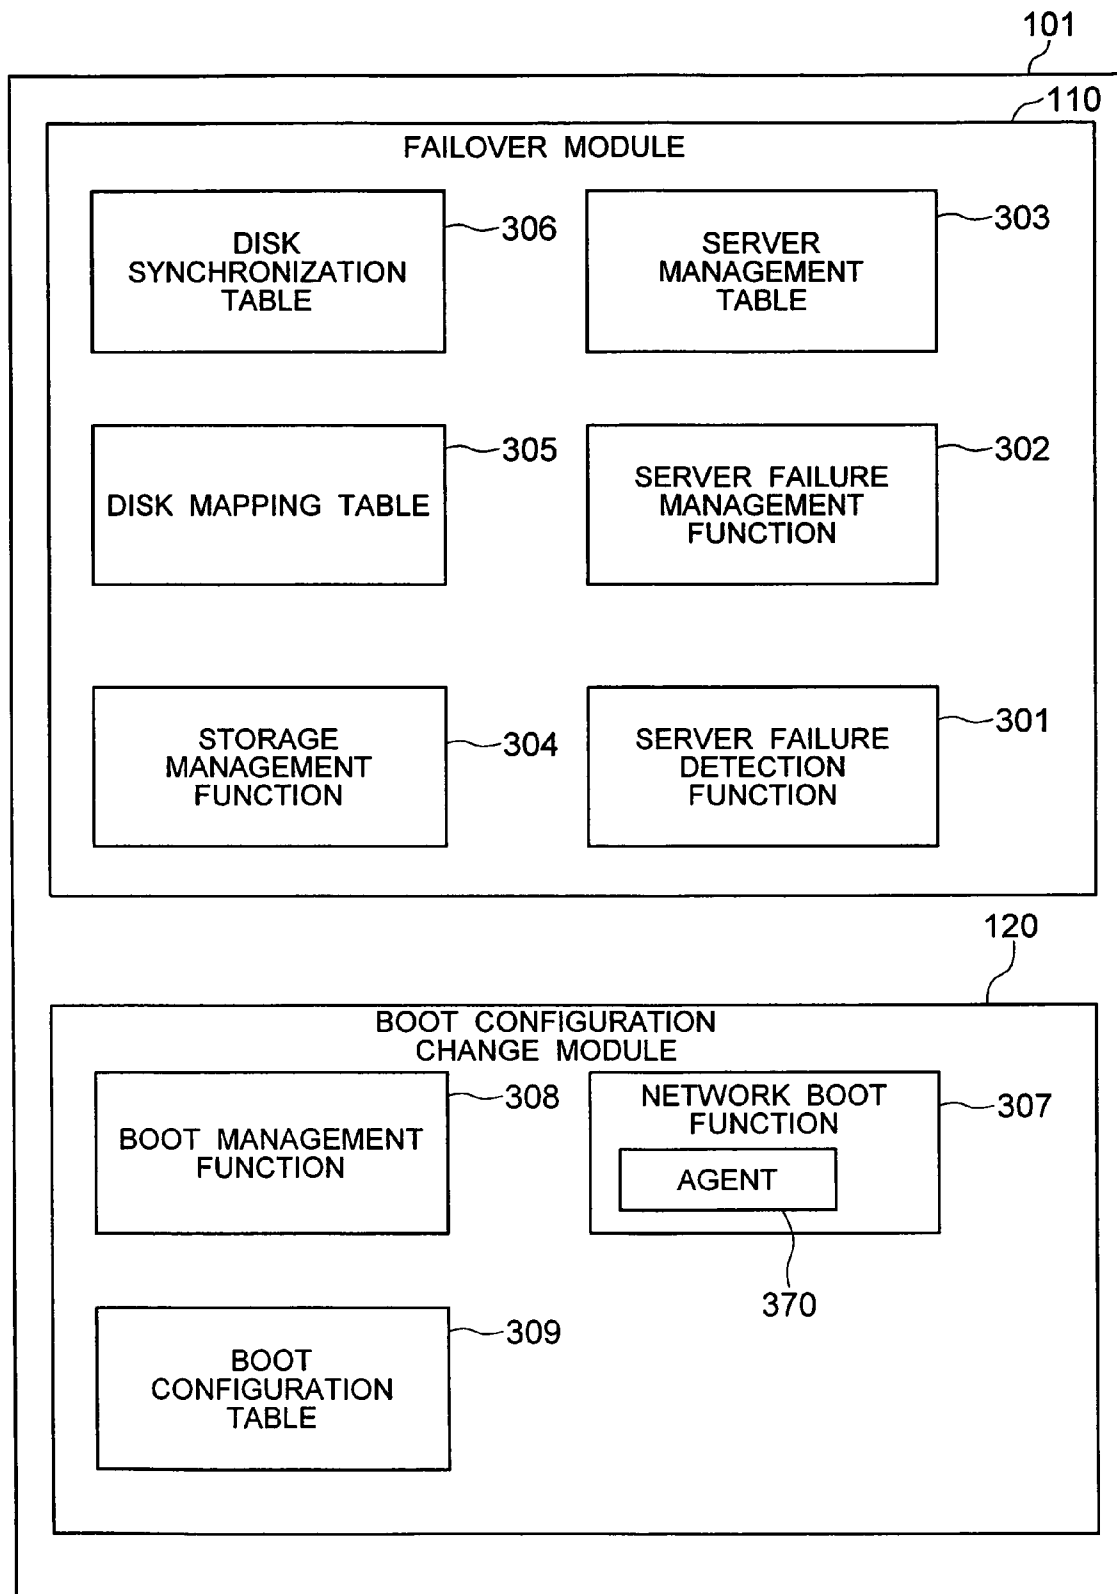 101
110
FAILOVER MODULE
DISK
SYNCHRONIZATION
TABLE
306
SERVER
MANAGEMENT
TABLE
303
DISK MAPPING TABLE
305
SERVER FAILURE
MANAGEMENT
FUNCTION
302
STORAGE
MANAGEMENT
FUNCTION
304
SERVER FAILURE
DETECTION
FUNCTION
301
120
BOOT CONFIGURATION
CHANGE MODULE
BOOT MANAGEMENT
FUNCTION
308
NETWORK BOOT
FUNCTION
307
AGENT
370
BOOT
CONFIGURATION
TABLE
309